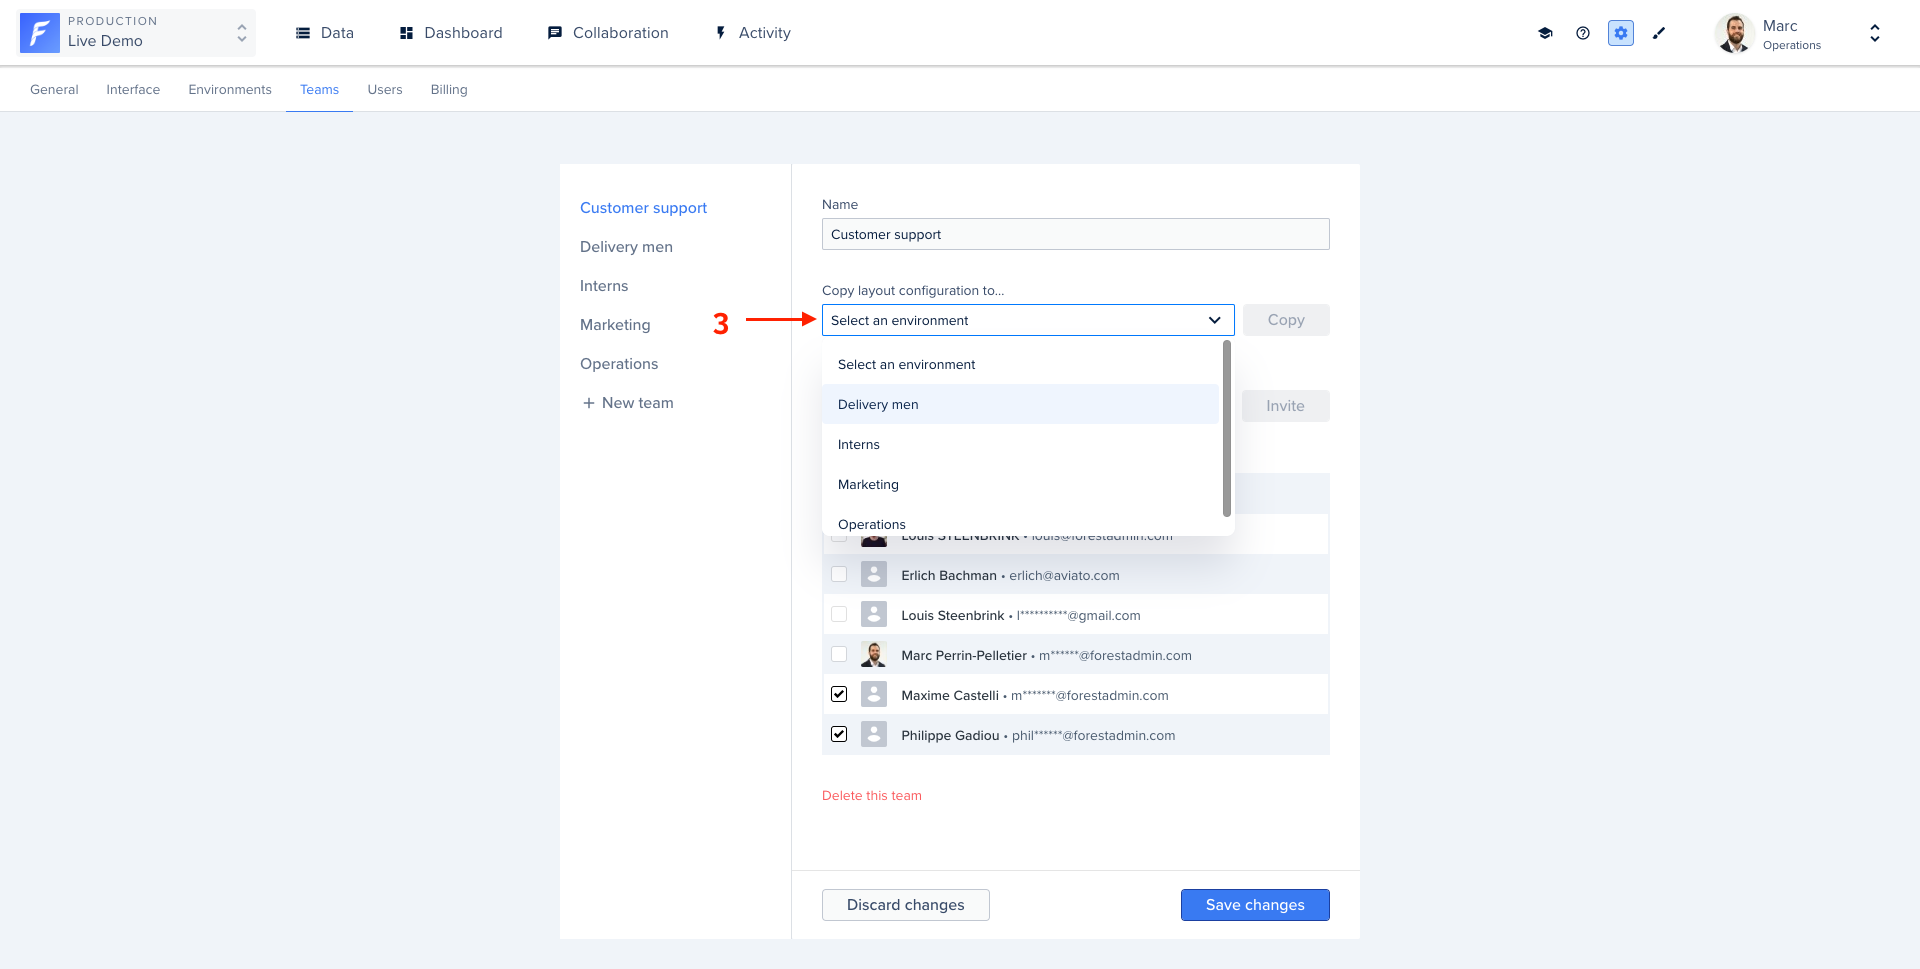 PRODUCTION
Live Demo
Data
Dashboard
Collaboration
Activity
Marc
Operations
General
Interface
Environments
Teams
Users
Billing
Customer support
Delivery men
Interns
Marketing
Operations
+ New team
Name
Customer support
Copy layout configuration to...
3
Select an environment
Copy
Select an environment
Delivery men
Interns
Marketing
Operations
Invite
Louis STEENBRINK • louis@forestadmin.com
Erlich Bachman • erlich@aviato.com
Louis Steenbrink • l**********@gmail.com
Marc Perrin-Pelletier • m******@forestadmin.com
Maxime Castelli • m*******@forestadmin.com
Philippe Gadiou • phil******@forestadmin.com
Delete this team
Discard changes
Save changes